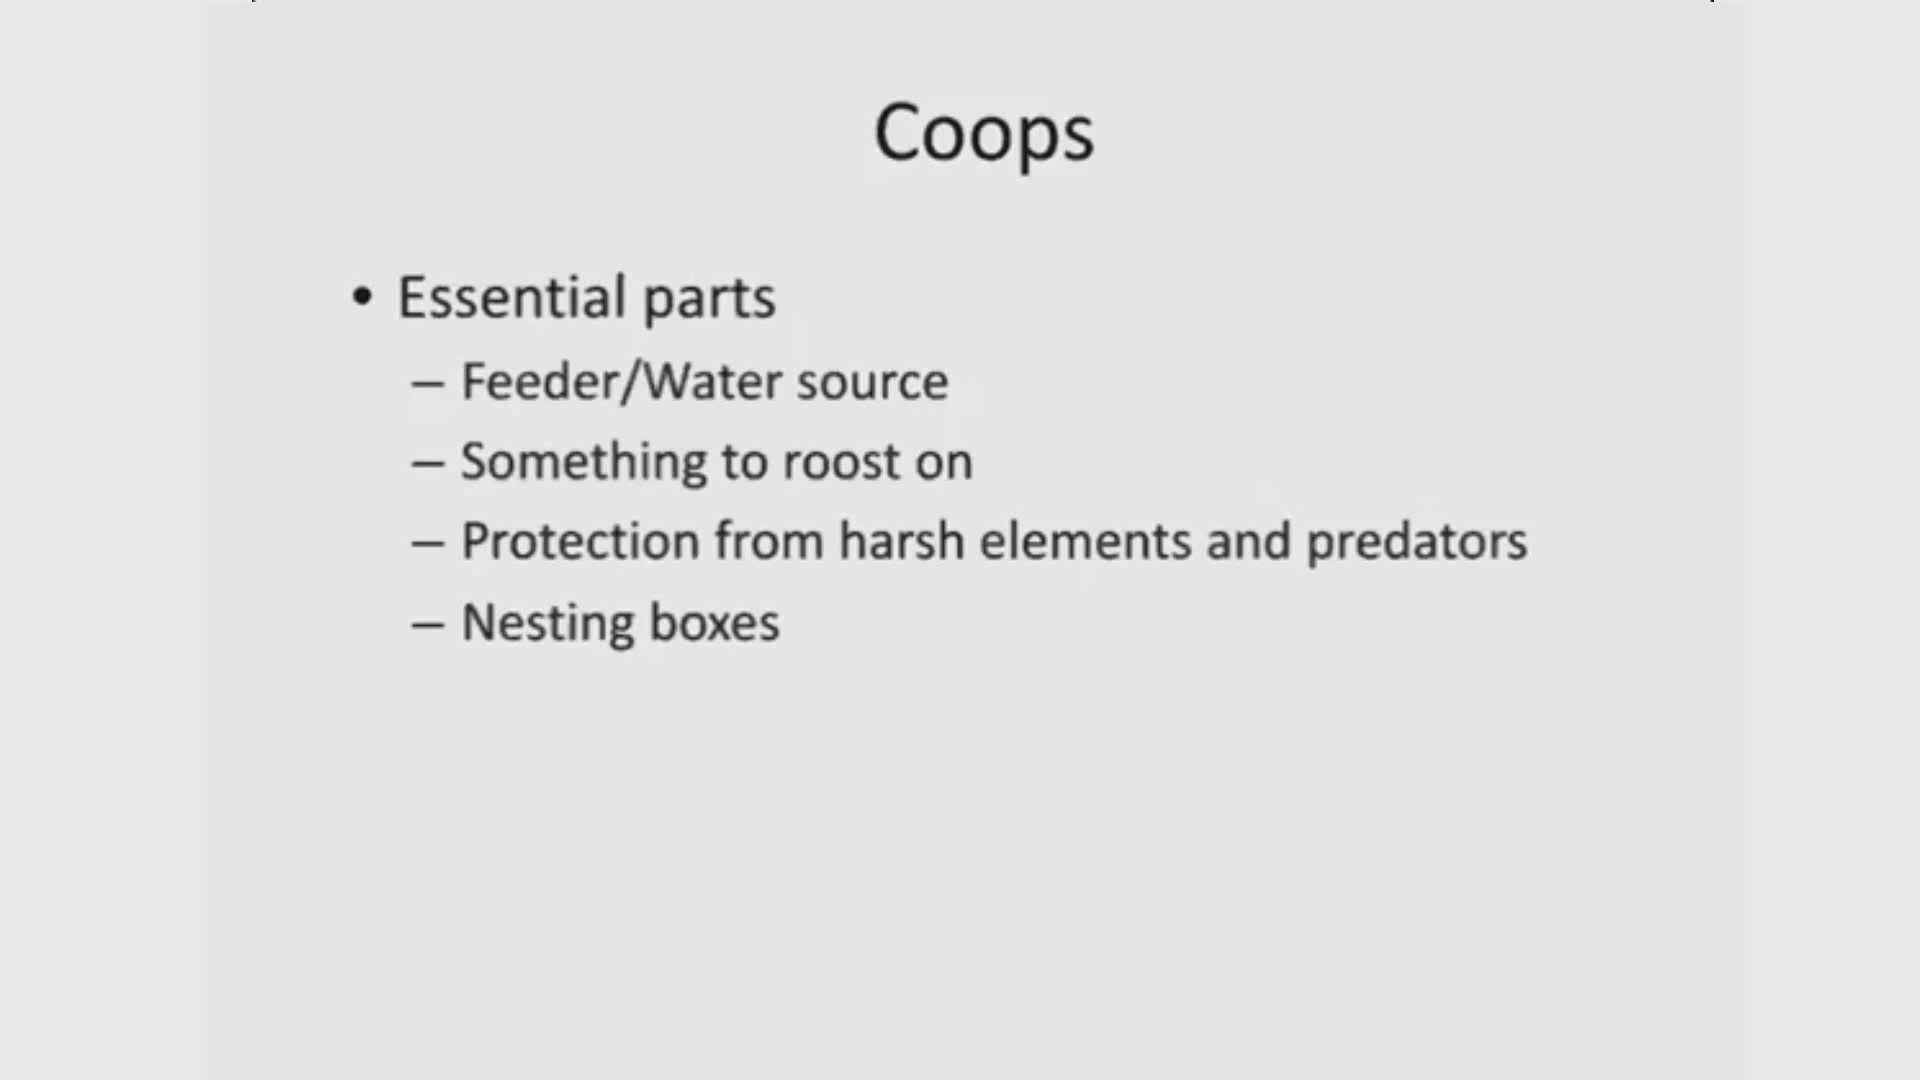 Coops
• Essential parts
– Feeder/Water source
– Something to roost on
– Protection from harsh elements and predators
– Nesting boxes